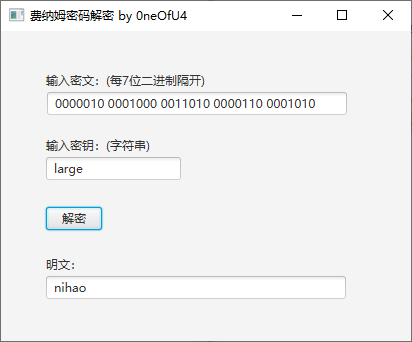 费纳姆密码解密 by 0neOfU4
输入密文：(每7位二进制隔开)
0000010 0001000 0011010 0000110 0001010
输入密钥：(字符串)
large
解密
明文：
nihao